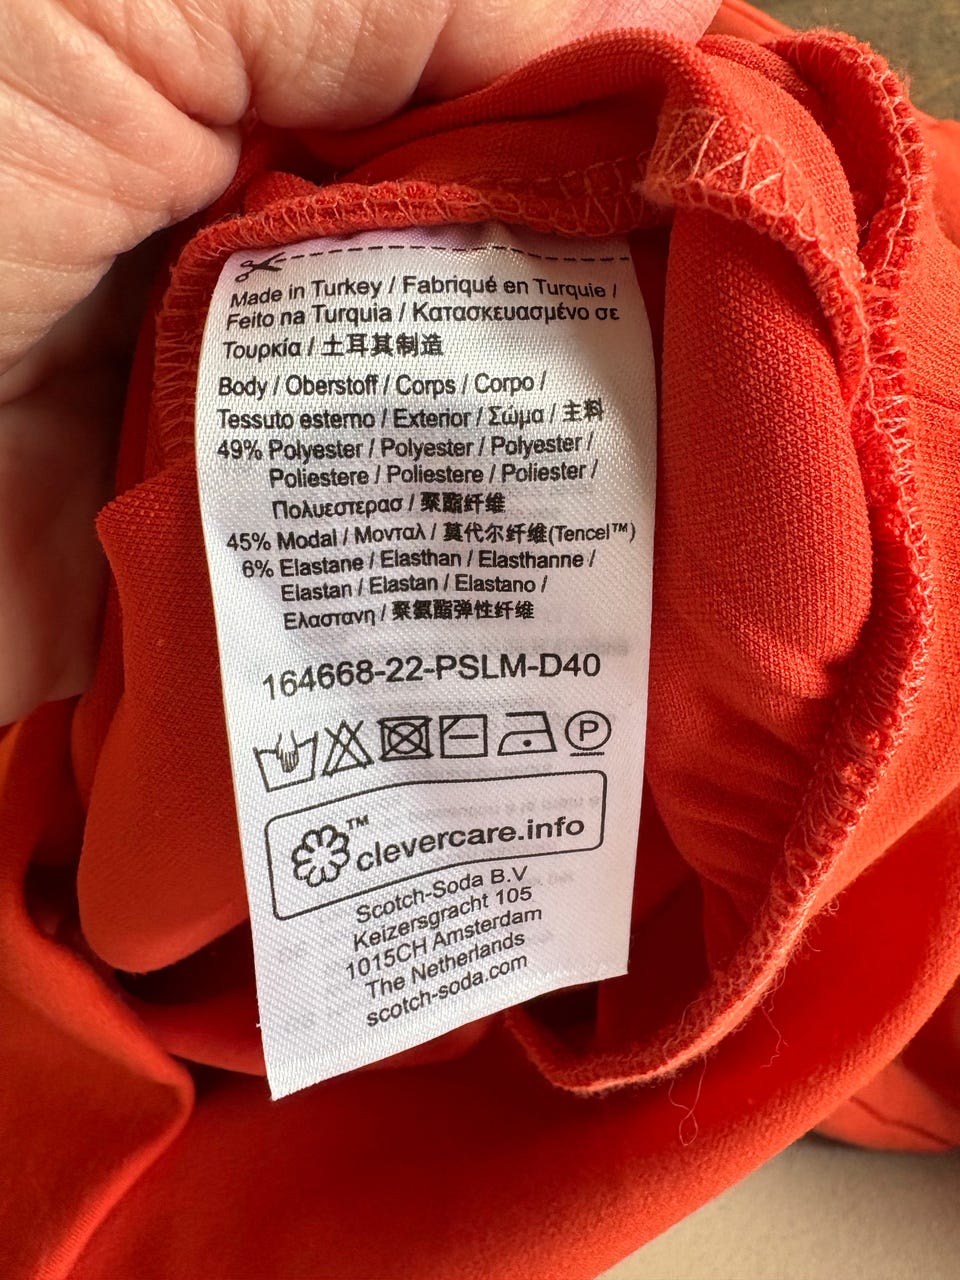 Made in Turkey / Fabriqué en Turquie /
Feito na Turquia / Κατασκευασμένο σε
Τουρκία / 土耳其制造
Body / Oberstoff / Corps / Corpo /
Tessuto esterno / Exterior / Σώμα / 主料
49% Polyester / Polyester / Polyester /
Poliestere / Poliestere / Poliester /
Πολυεστερασ / 聚酯纤维
45% Modal / Μονταλ / 莫代尔纤维(Tencel™)
6% Elastane / Elasthan / Elasthanne /
Elastan / Elastan / Elastano /
Ελαστανη / 聚氨酯弹性纤维
164668-22-PSLM-D40
P
™ clevercare.info
Scotch-Soda B.V.
Keizersgracht 105
1015CH Amsterdam
The Netherlands
scotch-soda.com